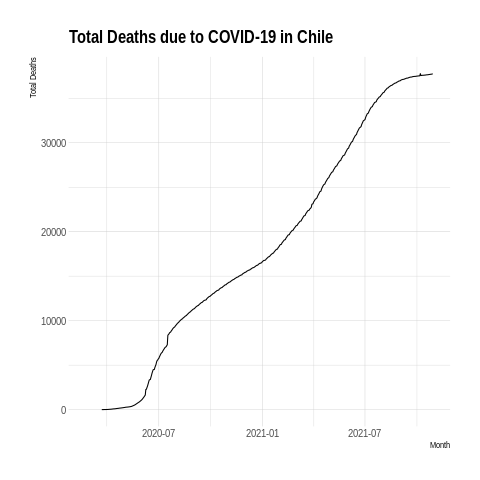 Total Deaths due to COVID-19 in Chile
Total Deaths
30000
20000
10000
0
2020-07
2021-01
2021-07
Month